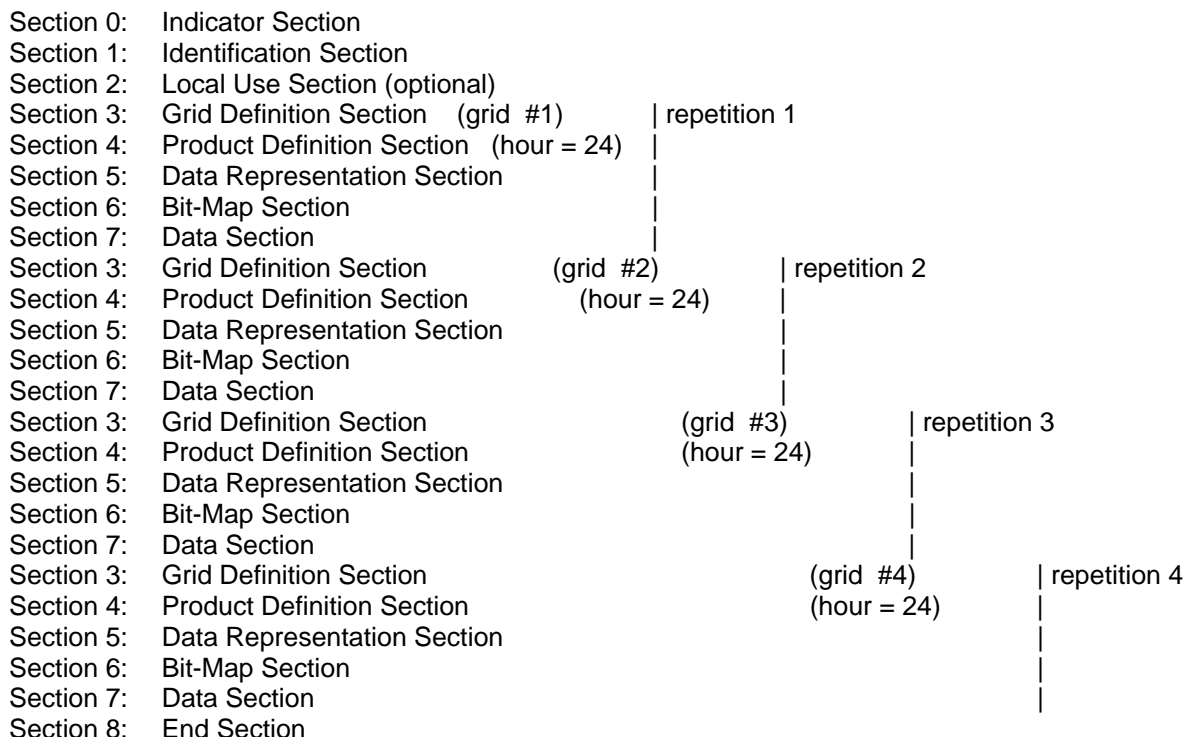 Section 0: Indicator Section
Section 1: Identification Section
Section 2: Local Use Section (optional)
Section 3: Grid Definition Section (grid #1) | repetition 1
Section 4: Product Definition Section (hour = 24) |
Section 5: Data Representation Section |
Section 6: Bit-Map Section |
Section 7: Data Section |
Section 3: Grid Definition Section (grid #2) | repetition 2
Section 4: Product Definition Section (hour = 24) |
Section 5: Data Representation Section |
Section 6: Bit-Map Section |
Section 7: Data Section |
Section 3: Grid Definition Section (grid #3) | repetition 3
Section 4: Product Definition Section (hour = 24) |
Section 5: Data Representation Section |
Section 6: Bit-Map Section |
Section 7: Data Section |
Section 3: Grid Definition Section (grid #4) | repetition 4
Section 4: Product Definition Section (hour = 24) |
Section 5: Data Representation Section |
Section 6: Bit-Map Section |
Section 7: Data Section |
Section 8: End Section